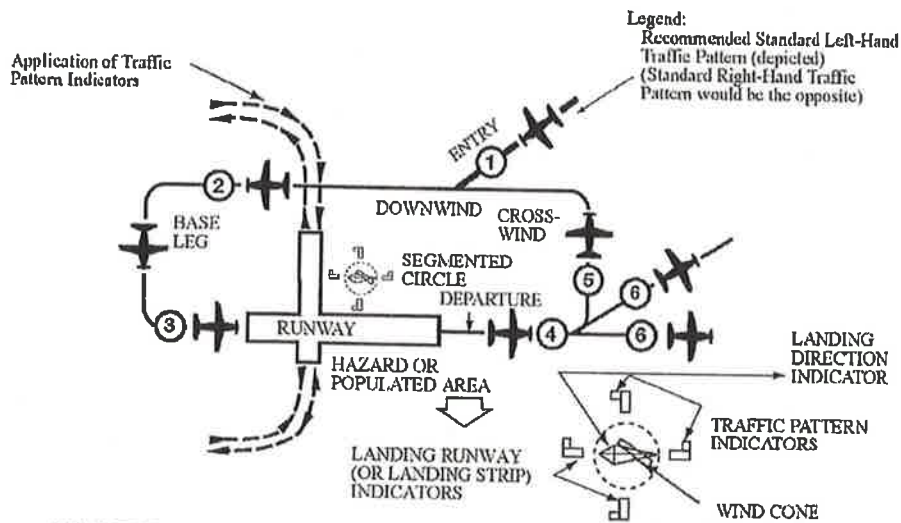 Legend:
Recommended Standard Left-Hand
Traffic Pattern (depicted)
(Standard Right-Hand Traffic
Pattern would be the opposite)
Application of Traffic
Pattern Indicators
ENTRY
1
2
DOWNWIND
CROSS-
WIND
BASE
LEG
SEGMENTED
CIRCLE
5
6
DEPARTURE
3
RUNWAY
4
6
HAZARD OR
POPULATED AREA
LANDING
DIRECTION
INDICATOR
TRAFFIC PATTERN
INDICATORS
LANDING RUNWAY
(OR LANDING STRIP)
INDICATORS
WIND CONE